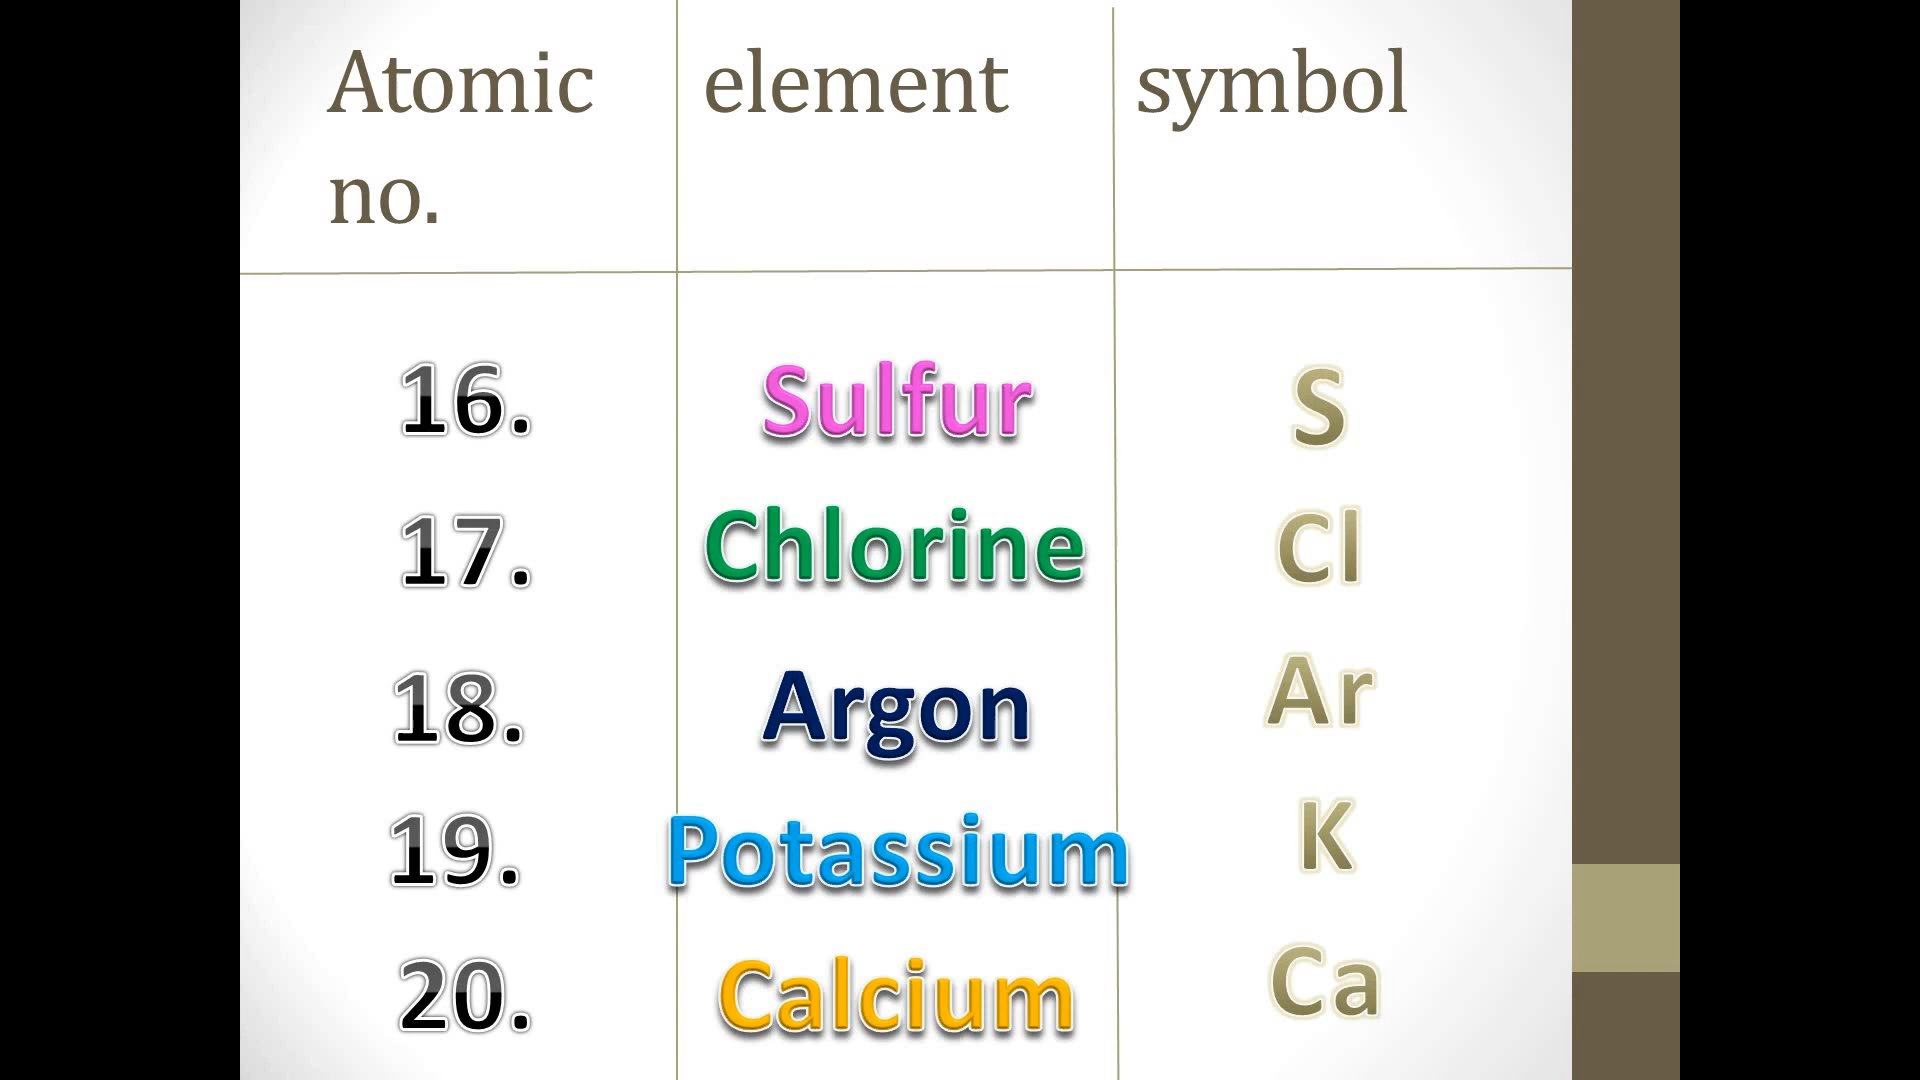 Atomic no. element symbol
16. Sulfur S
17. Chlorine Cl
18. Argon Ar
19. Potassium K
20. Calcium Ca